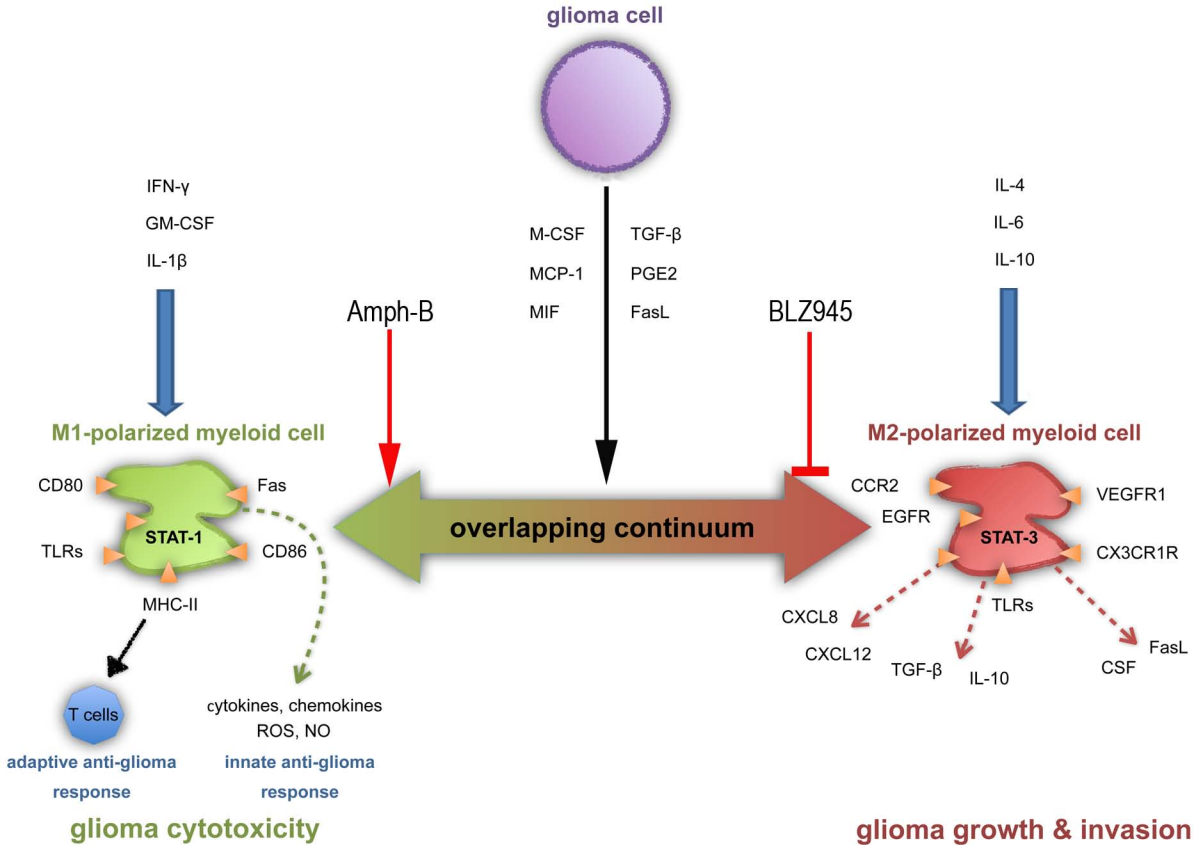 glioma cell
IFN-γ
GM-CSF
IL-1β
M-CSF
MCP-1
MIF
TGF-β
PGE2
FasL
IL-4
IL-6
IL-10
Amph-B
BLZ945
M1-polarized myeloid cell
CD80
Fas
STAT-1
TLRs
CD86
MHC-II
T cells
adaptive anti-glioma
response
cytokines, chemokines
ROS, NO
innate anti-glioma
response
glioma cytotoxicity
overlapping continuum
M2-polarized myeloid cell
CCR2
EGFR
VEGFR1
STAT-3
CX3CR1R
TLRs
CXCL8
CXCL12
TGF-β
IL-10
FasL
CSF
glioma growth & invasion